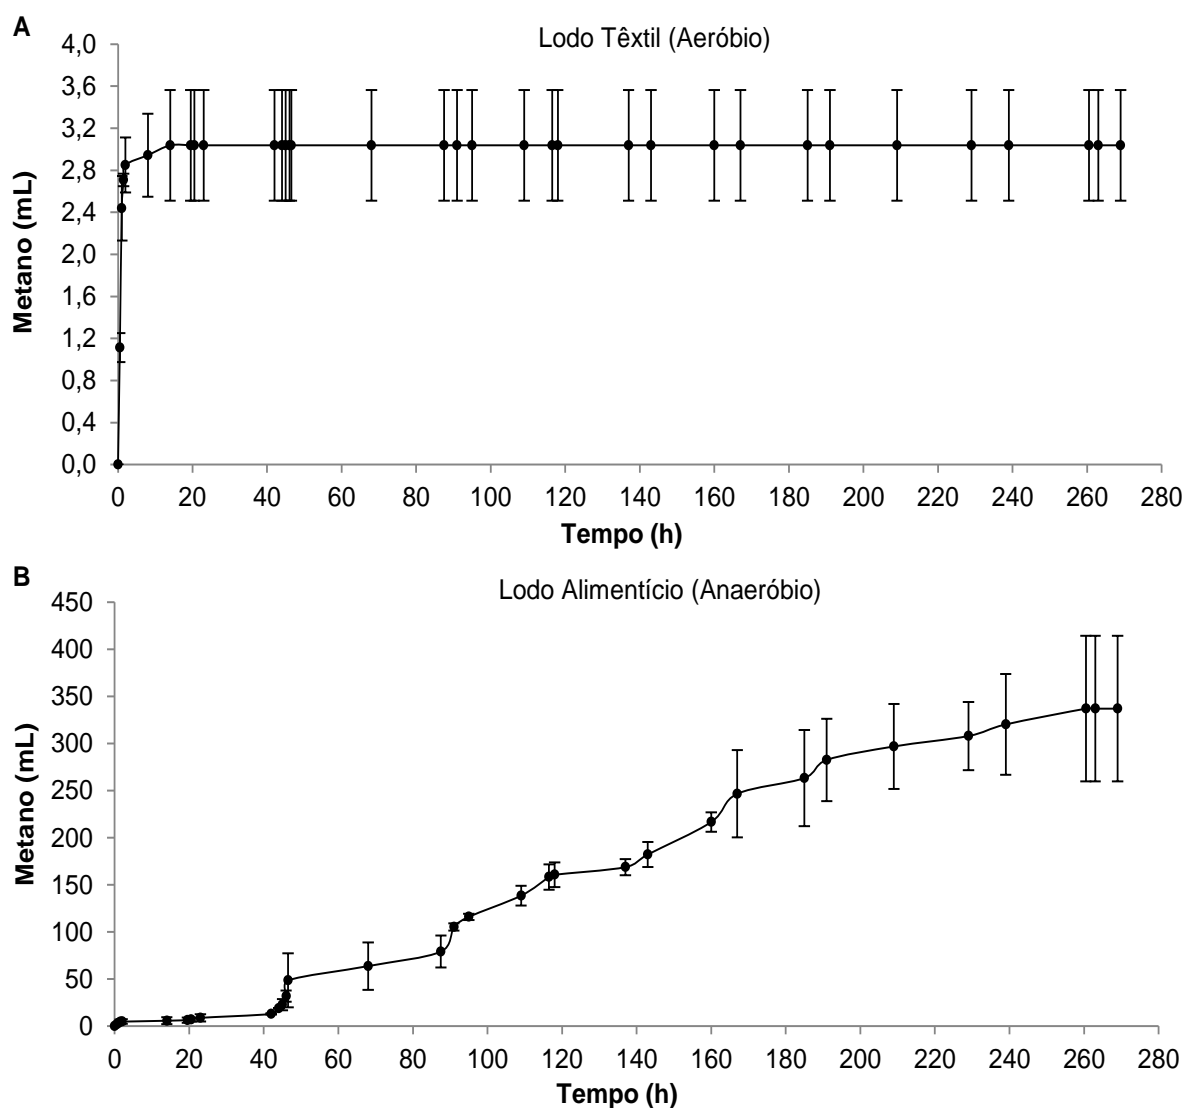 A
Lodo Têxtil (Aeróbio)
4,0
3,6
3,2
2,8
2,4
2,0
1,6
1,2
0,8
0,4
0,0
Metano (mL)
0 20 40 60 80 100 120 140 160 180 200 220 240 260 280
Tempo (h)
B
Lodo Alimentício (Anaeróbio)
450
400
350
300
250
200
150
100
50
0
Metano (mL)
0 20 40 60 80 100 120 140 160 180 200 220 240 260 280
Tempo (h)